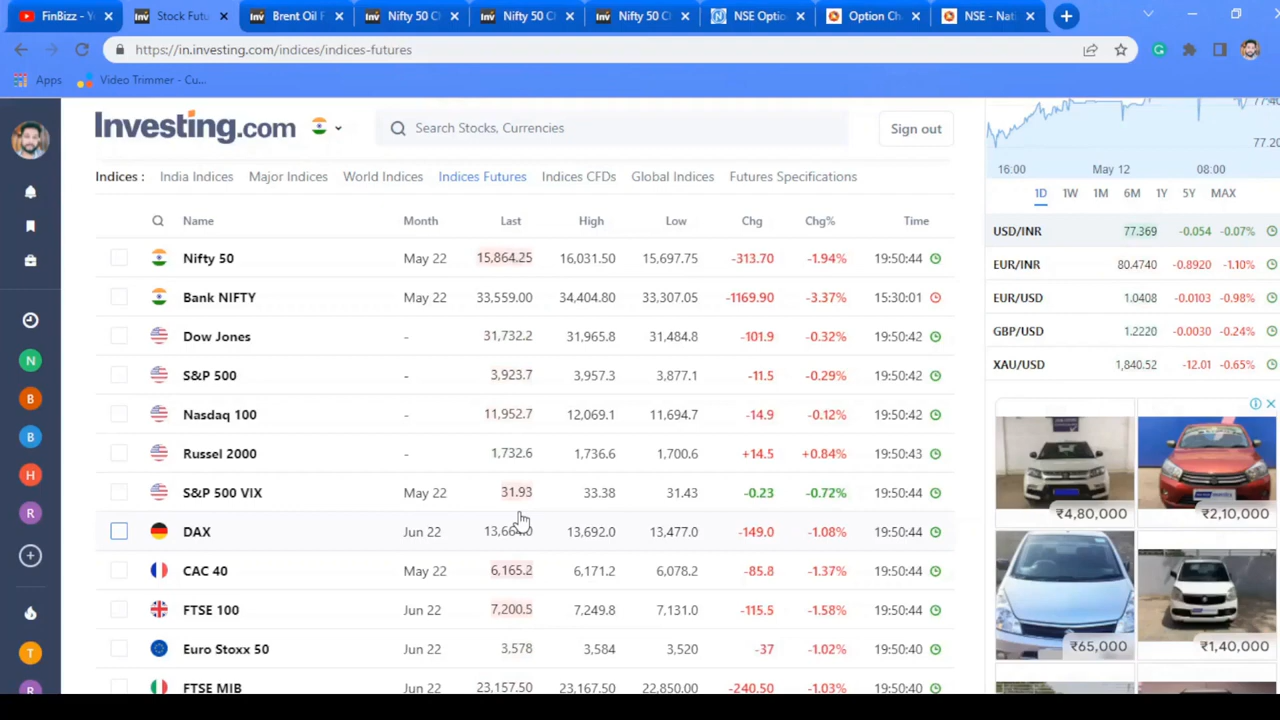 FinBizz - Y
Stock Futu
Brent Oil F
Nifty 50 C
Nifty 50 C
Nifty 50 C
NSE Optio
Option Ch
NSE - Nati
https://in.investing.com/indices/indices-futures
Apps Video Trimmer - Cu...
Investing.com
Search Stocks, Currencies
Sign out
Indices : India Indices Major Indices World Indices Indices Futures Indices CFDs Global Indices Futures Specifications
Name Month Last High Low Chg Chg% Time
Nifty 50 May 22 15,864.25 16,031.50 15,697.75 -313.70 -1.94% 19:50:44
Bank NIFTY May 22 33,559.00 34,404.80 33,307.05 -1169.90 -3.37% 15:30:01
Dow Jones - 31,732.2 31,965.8 31,484.8 -101.9 -0.32% 19:50:42
S&P 500 - 3,923.7 3,957.3 3,877.1 -11.5 -0.29% 19:50:42
Nasdaq 100 - 11,952.7 12,069.1 11,694.7 -14.9 -0.12% 19:50:42
Russel 2000 - 1,732.6 1,736.6 1,700.6 +14.5 +0.84% 19:50:43
S&P 500 VIX May 22 31.93 33.38 31.43 -0.23 -0.72% 19:50:44
DAX Jun 22 13,692.0 13,477.0 -149.0 -1.08% 19:50:44
CAC 40 May 22 6,165.2 6,171.2 6,078.2 -85.8 -1.37% 19:50:44
FTSE 100 Jun 22 7,200.5 7,249.8 7,131.0 -115.5 -1.58% 19:50:44
Euro Stoxx 50 Jun 22 3,578 3,584 3,520 -37 -1.02% 19:50:40
FTSE MIB Jun 22 23,157.50 23,167.50 22,850.00 -240.50 -1.03% 19:50:40
N
B
B
H
R
T
R
77.40
77.20
16:00 May 12 08:00
1D 1W 1M 6M 1Y 5Y MAX
USD/INR 77.369 -0.054 -0.07%
EUR/INR 80.4740 -0.8920 -1.10%
EUR/USD 1.0408 -0.0103 -0.98%
GBP/USD 1.2220 -0.0030 -0.24%
XAU/USD 1,840.52 -12.01 -0.65%
₹4,80,000
₹2,10,000
₹65,000
₹1,40,000